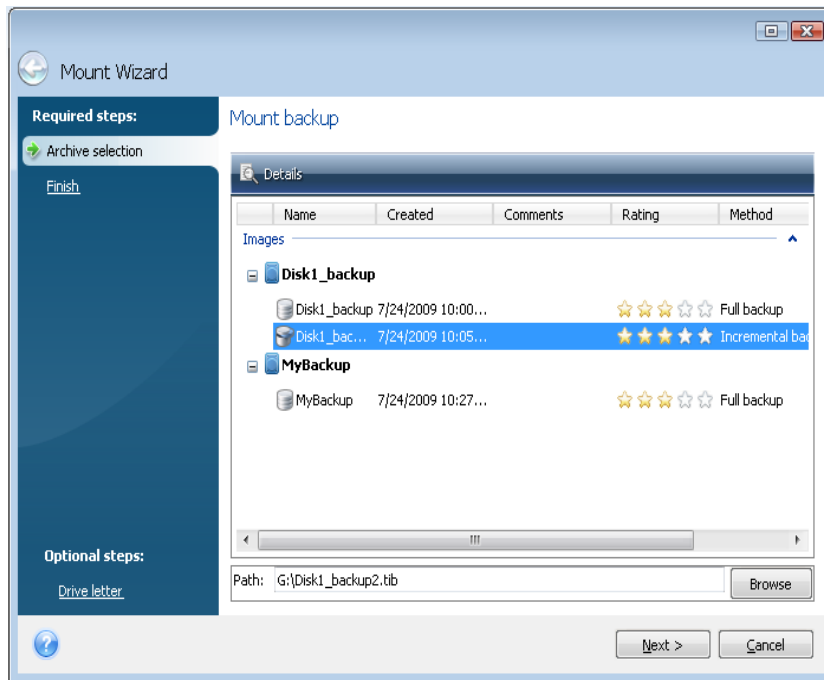 Mount Wizard
Required steps:
Archive selection
Finish
Optional steps:
Drive letter
Mount backup
Details
Name Created Comments Rating Method
Images
Disk1_backup
Disk1_backup 7/24/2009 10:00... Full backup
Disk1_bac... 7/24/2009 10:05... Incremental bac
MyBackup
MyBackup 7/24/2009 10:27... Full backup
Path: G:\Disk1_backup2.tib Browse
? Next > Cancel